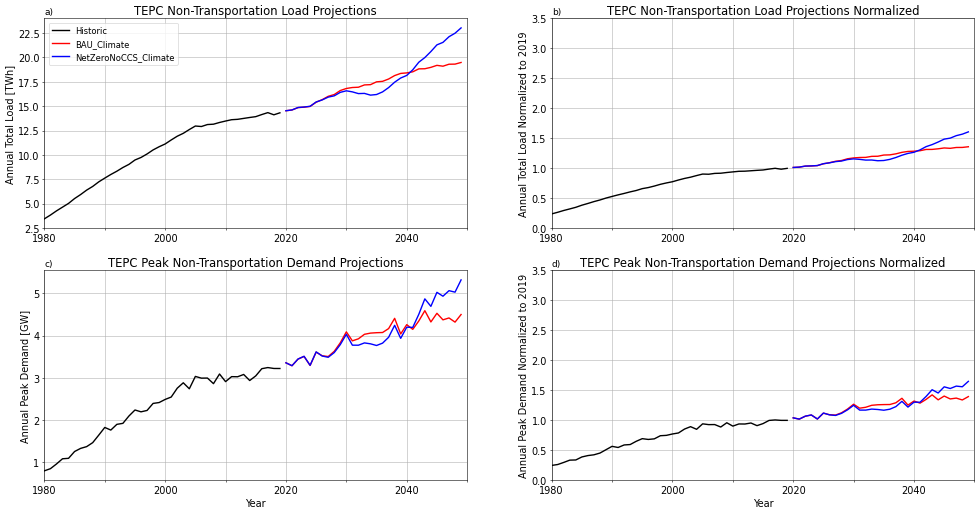 a)
TEPC Non-Transportation Load Projections
Annual Total Load [TWh]
22.5
20.0
17.5
15.0
12.5
10.0
7.5
5.0
2.5
Historic
BAU_Climate
NetZeroNoCCS_Climate
1980
2000
2020
2040
b)
TEPC Non-Transportation Load Projections Normalized
Annual Total Load Normalized to 2019
3.5
3.0
2.5
2.0
1.5
1.0
0.5
0.0
1980
2000
2020
2040
c)
TEPC Peak Non-Transportation Demand Projections
Annual Peak Demand [GW]
5
4
3
2
1
1980
2000
2020
2040
Year
d)
TEPC Peak Non-Transportation Demand Projections Normalized
Annual Peak Demand Normalized to 2019
3.5
3.0
2.5
2.0
1.5
1.0
0.5
0.0
1980
2000
2020
2040
Year